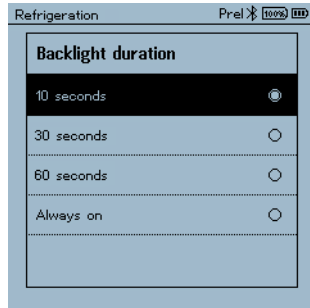 Refrigeration Prel 100%
Backlight duration
10 seconds
30 seconds
60 seconds
Always on